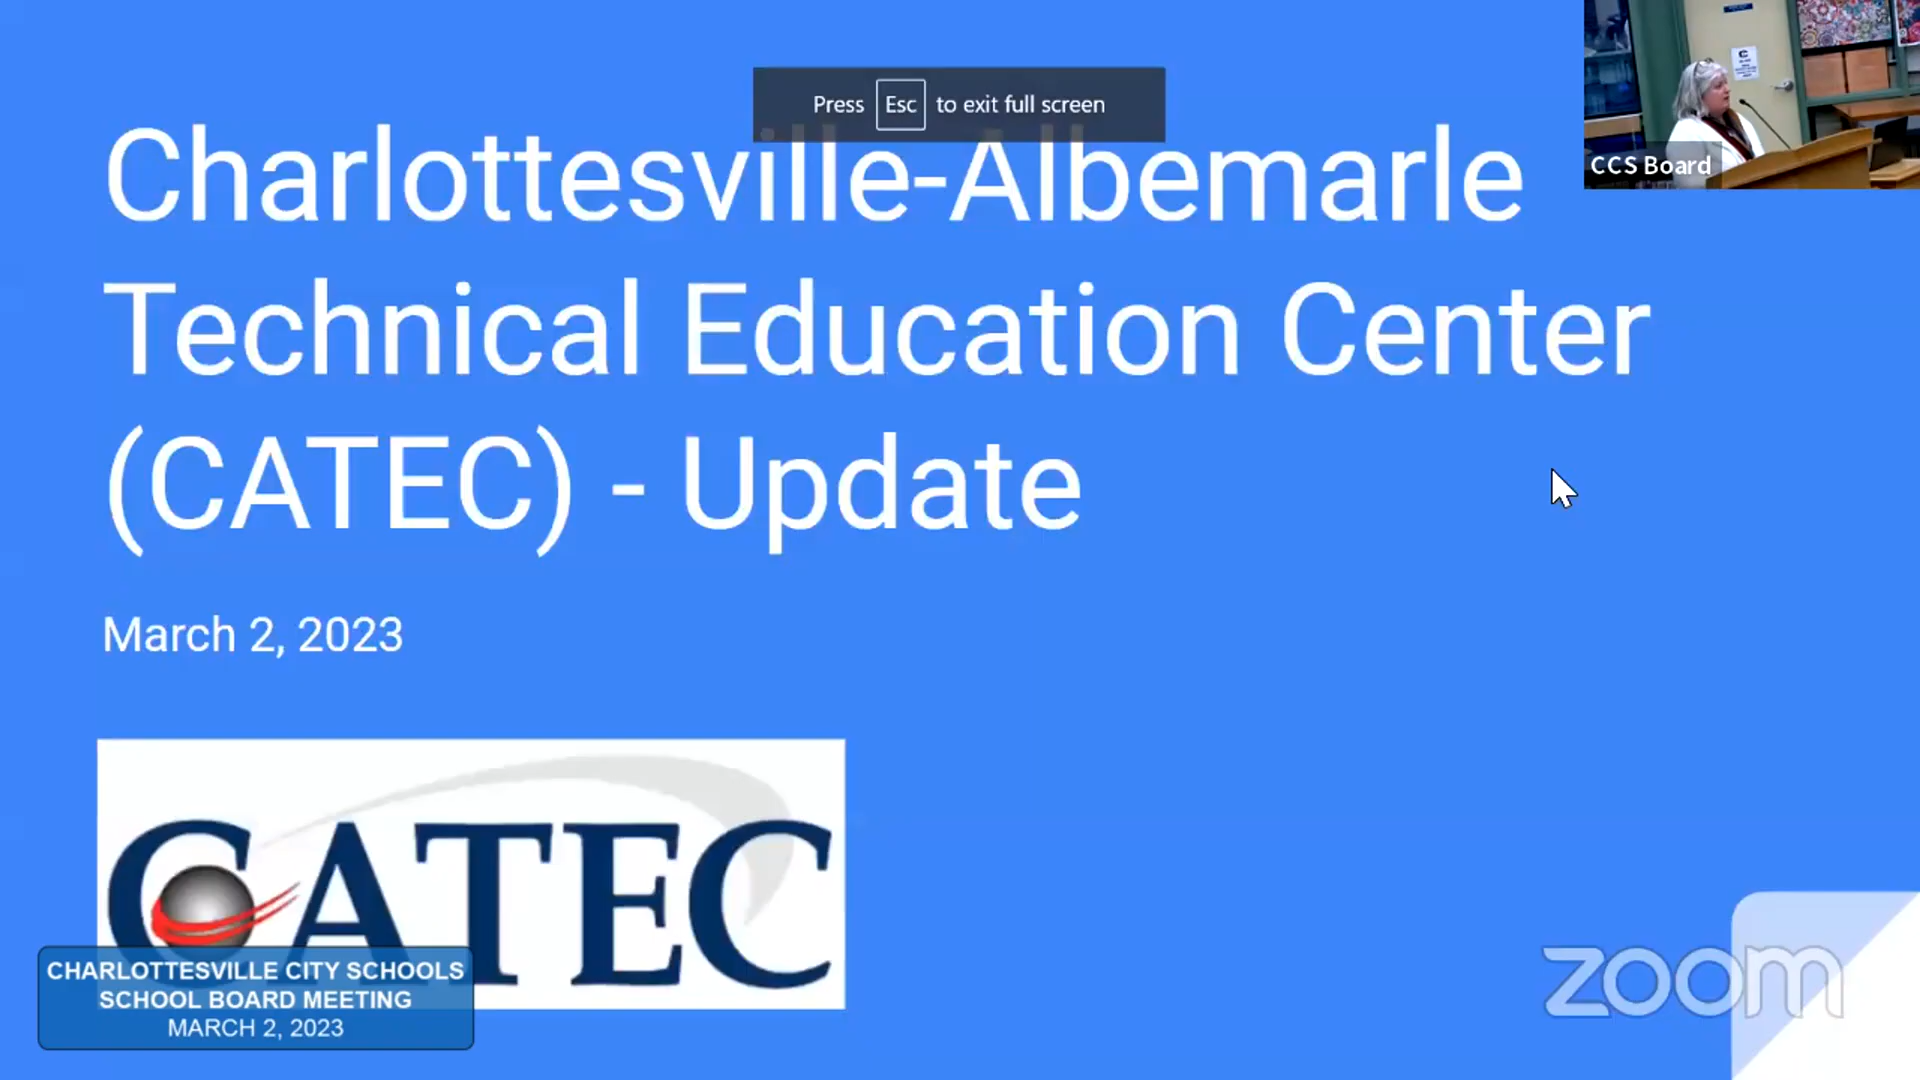 Press Esc to exit full screen
Charlottesville-Albemarle
Technical Education Center
(CATEC) - Update
March 2, 2023
CATEC
CHARLOTTESVILLE CITY SCHOOLS
SCHOOL BOARD MEETING
MARCH 2, 2023
CCS Board
zoom